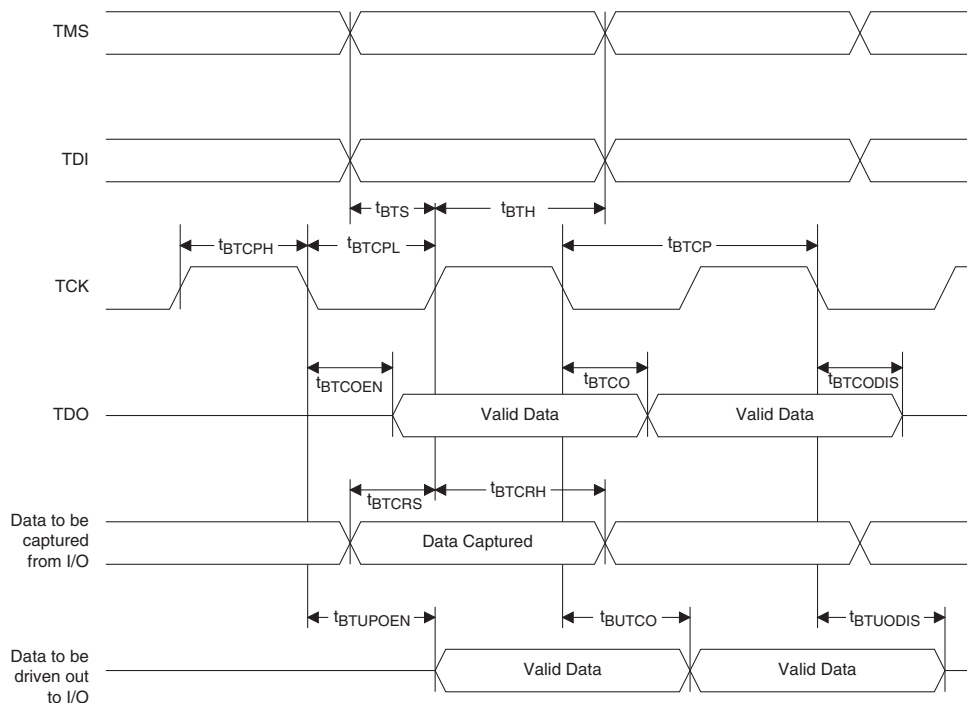 TMS
TDI
tBTS
tBTH
tBTCPH
tBTCPL
tBTCP
TCK
tBTCOEN
tBTCO
tBTCODIS
TDO
Valid Data
Valid Data
tBTCRS
tBTCRH
Data to be
captured
from I/O
Data Captured
tBTUPOEN
tBUTCO
tBTUODIS
Data to be
driven out
to I/O
Valid Data
Valid Data